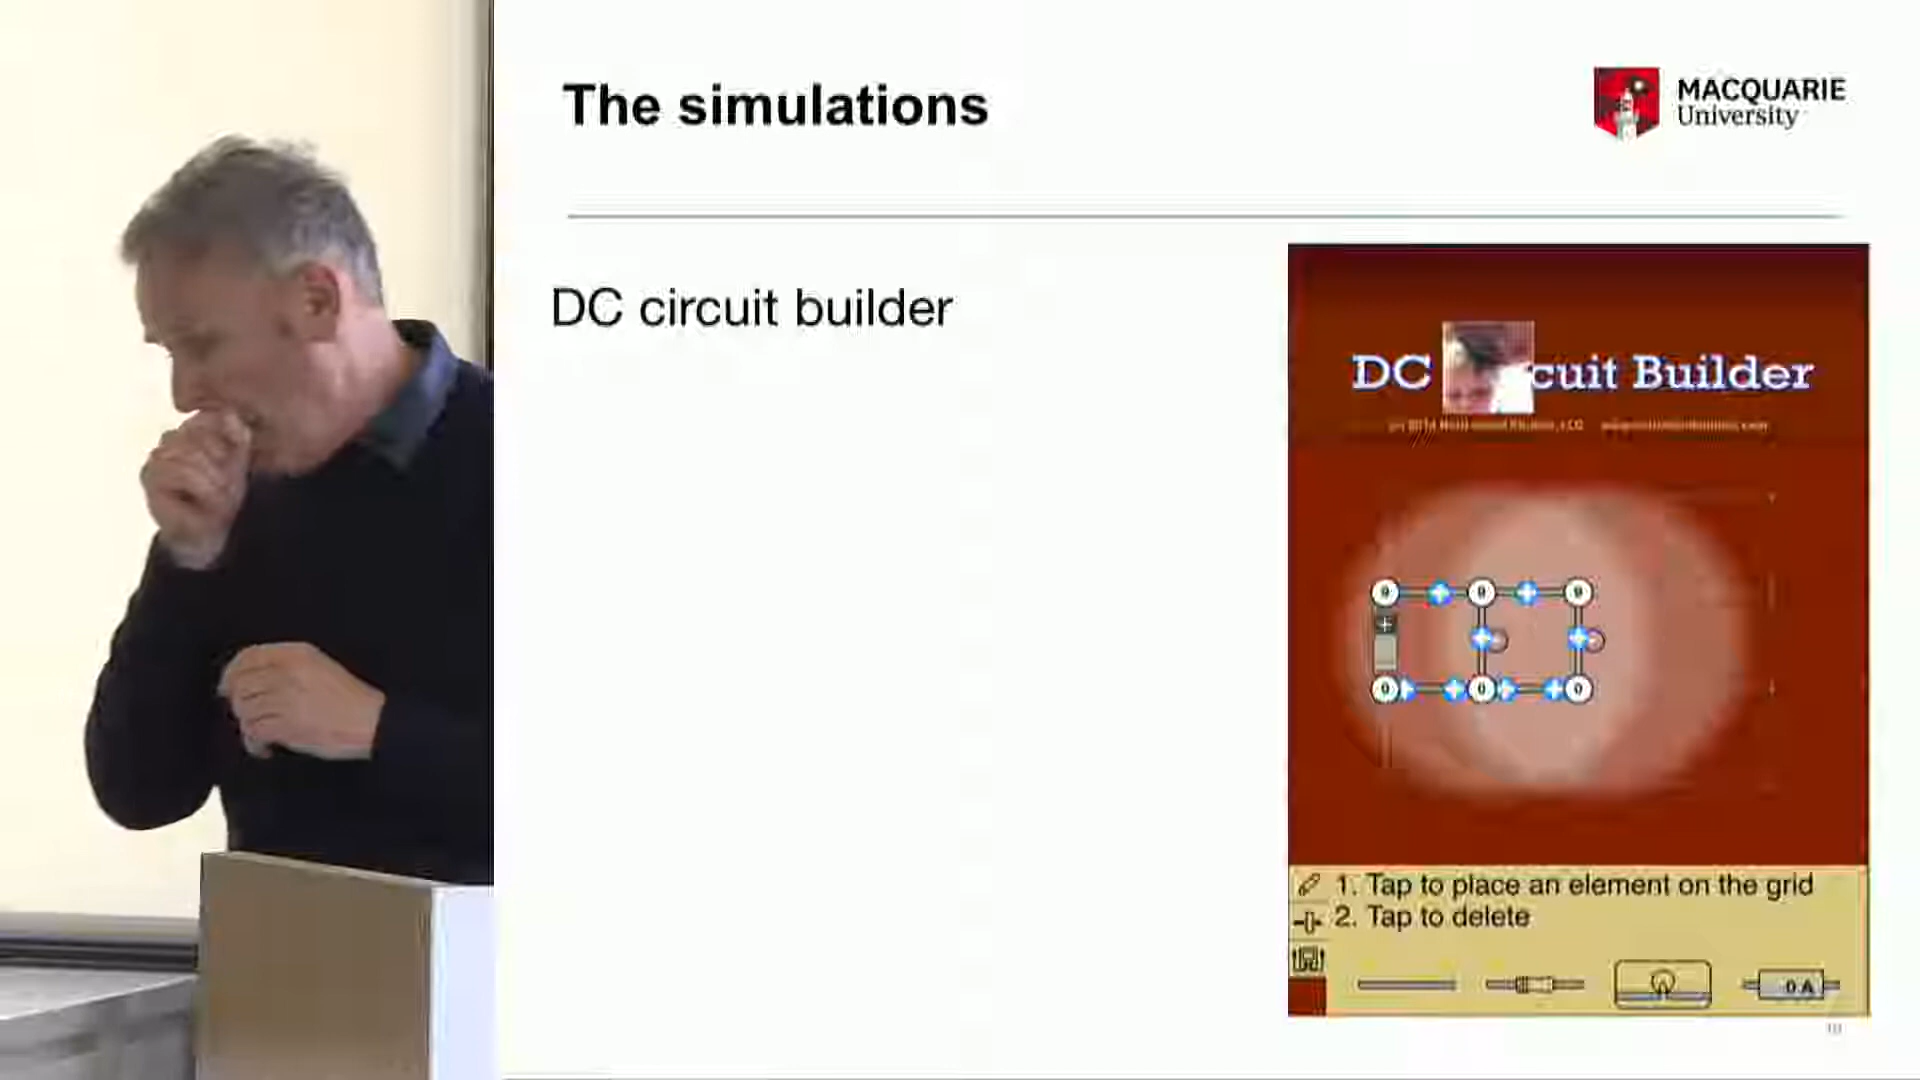 The simulations
MACQUARIE
University
DC circuit builder
DC cuit Builder
1. Tap to place an element on the grid
2. Tap to delete
0 A